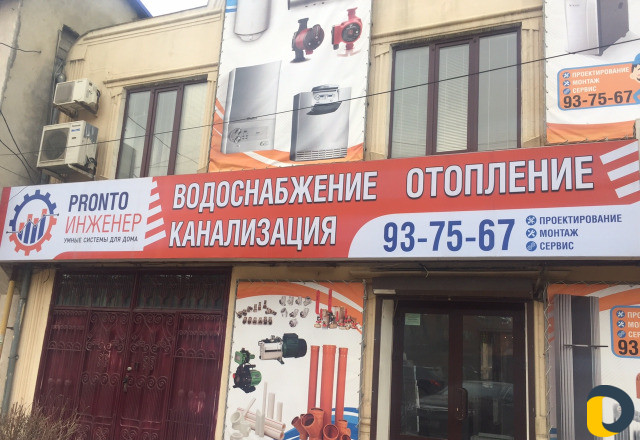 ПРОЕКТИРОВАНИЕ
МОНТАЖ
СЕРВИС
93-75-67
PRONTO
ИНЖЕНЕР
УМНЫЕ СИСТЕМЫ ДЛЯ ДОМА
ВОДОСНАБЖЕНИЕ ОТОПЛЕНИЕ
КАНАЛИЗАЦИЯ
93-75-67
ПРОЕКТИРОВАНИЕ
МОНТАЖ
СЕРВИС
93